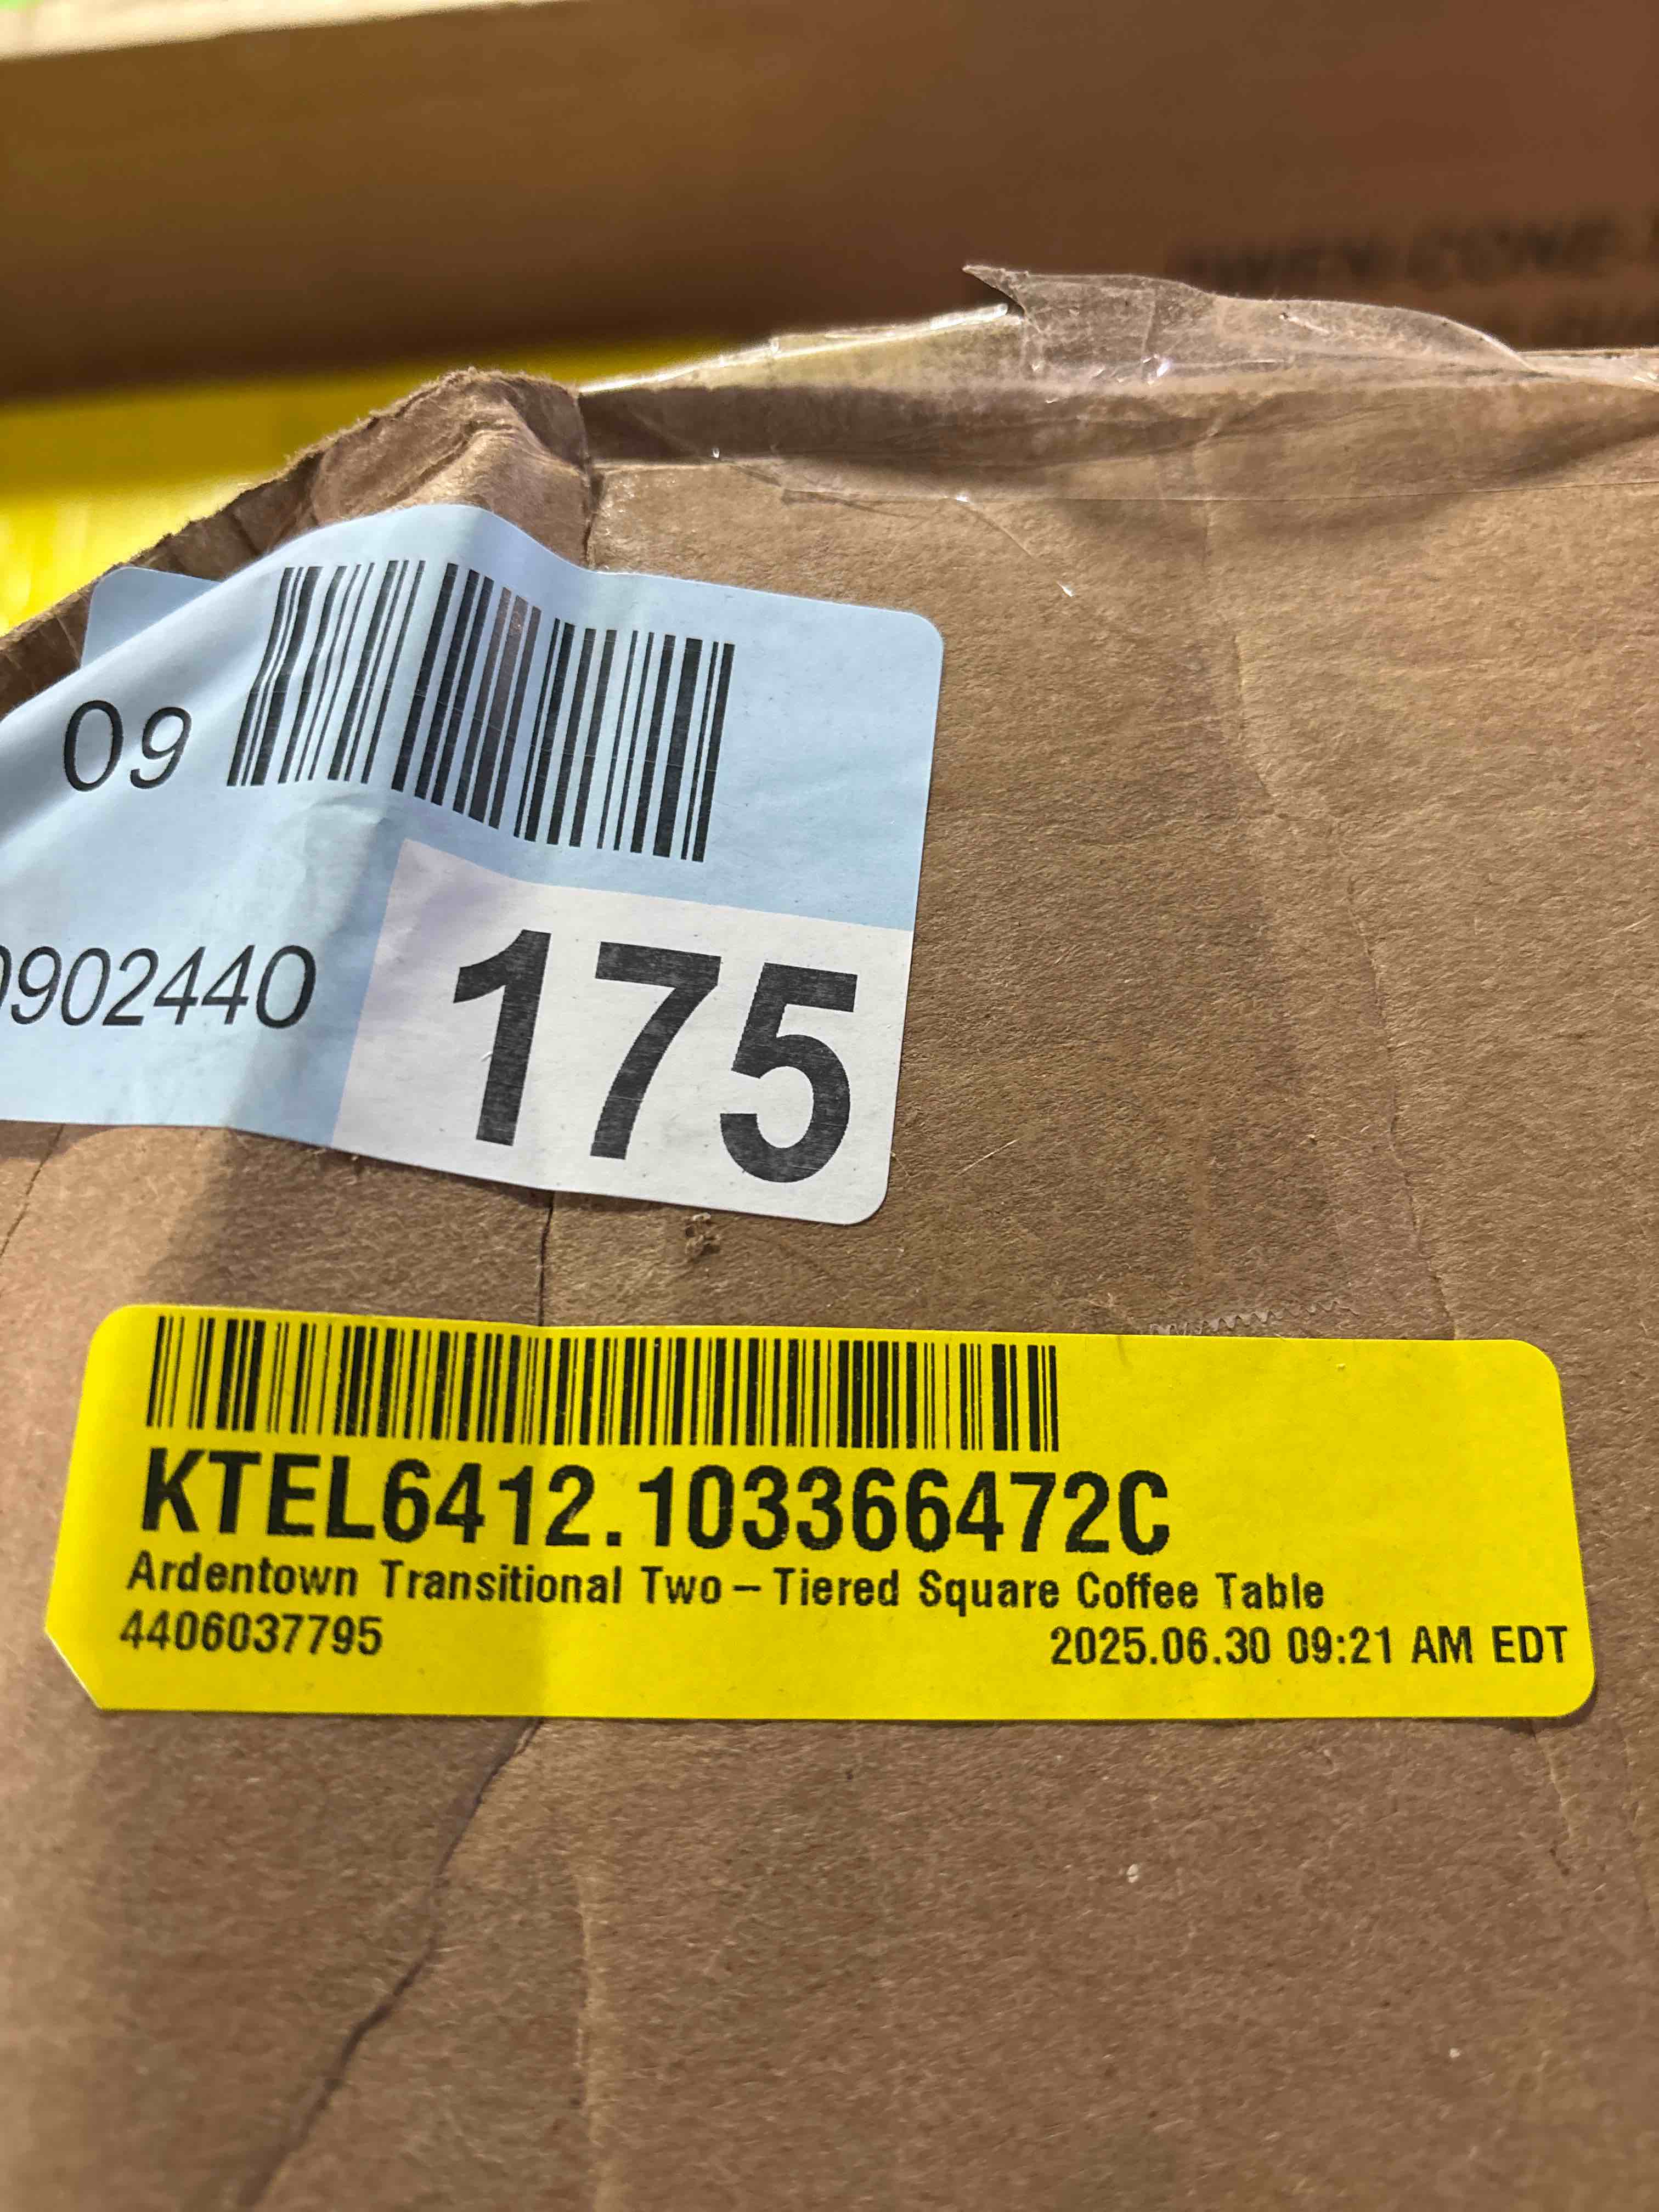 09
902440
175
KTEL6412.103366472C
Ardentown Transitional Two-Tiered Square Coffee Table
4406037795
2025.06.30 09:21 AM EDT